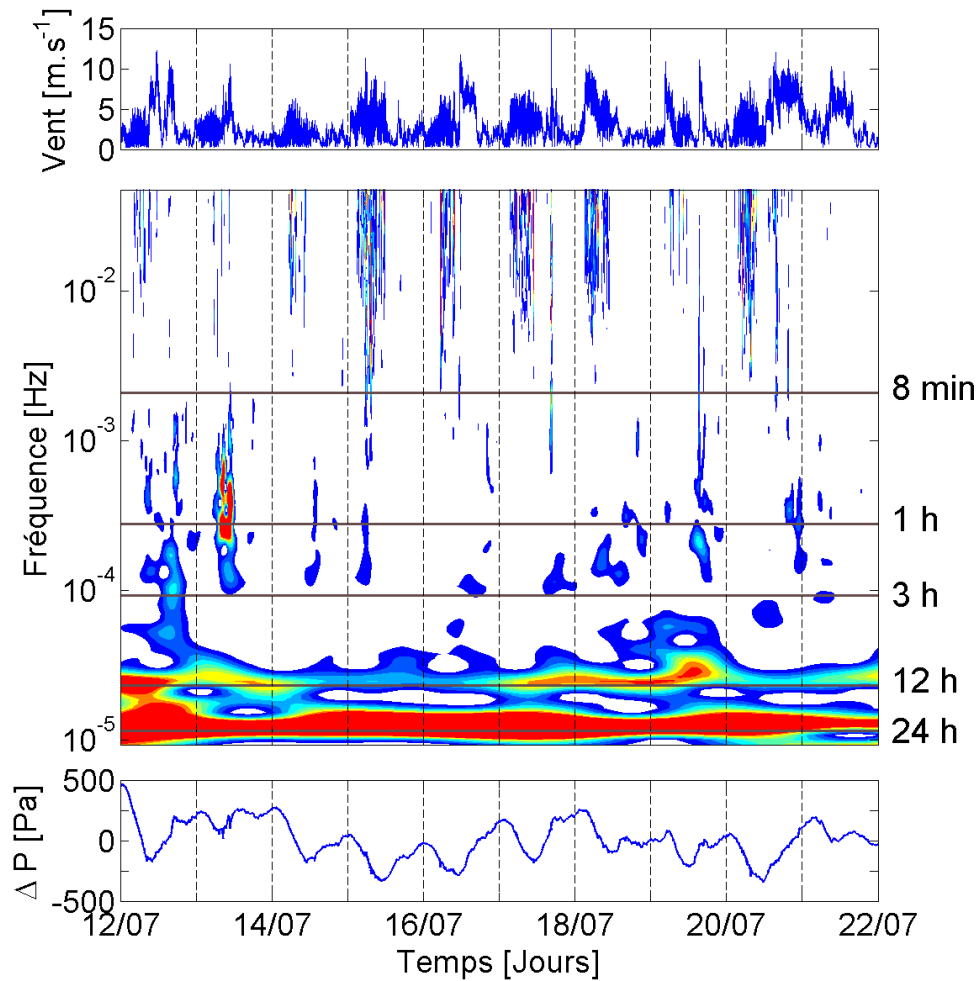 Vent [m.s-1]
15
10
5
0
Fréquence [Hz]
10-2
10-3
10-4
10-5
8 min
1 h
3 h
12 h
24 h
Δ P [Pa]
500
0
-500
12/07 14/07 16/07 18/07 20/07 22/07
Temps [Jours]